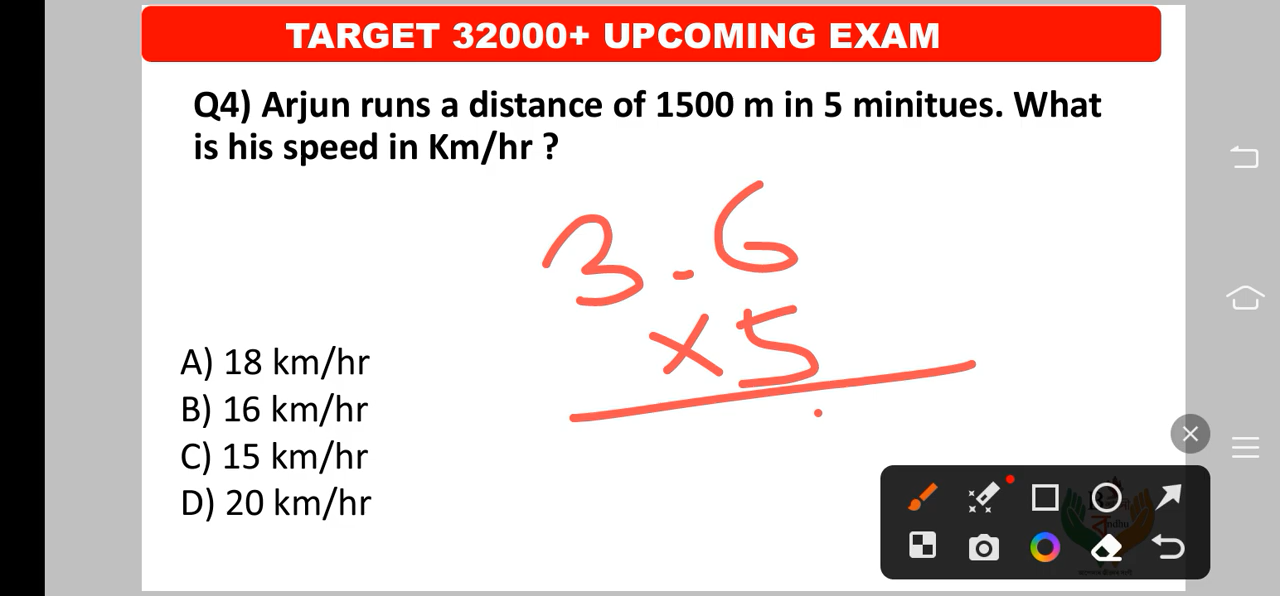 TARGET 32000+ UPCOMING EXAM
Q4) Arjun runs a distance of 1500 m in 5 minitues. What
is his speed in Km/hr ?
3.6
×5
A) 18 km/hr
B) 16 km/hr
C) 15 km/hr
D) 20 km/hr